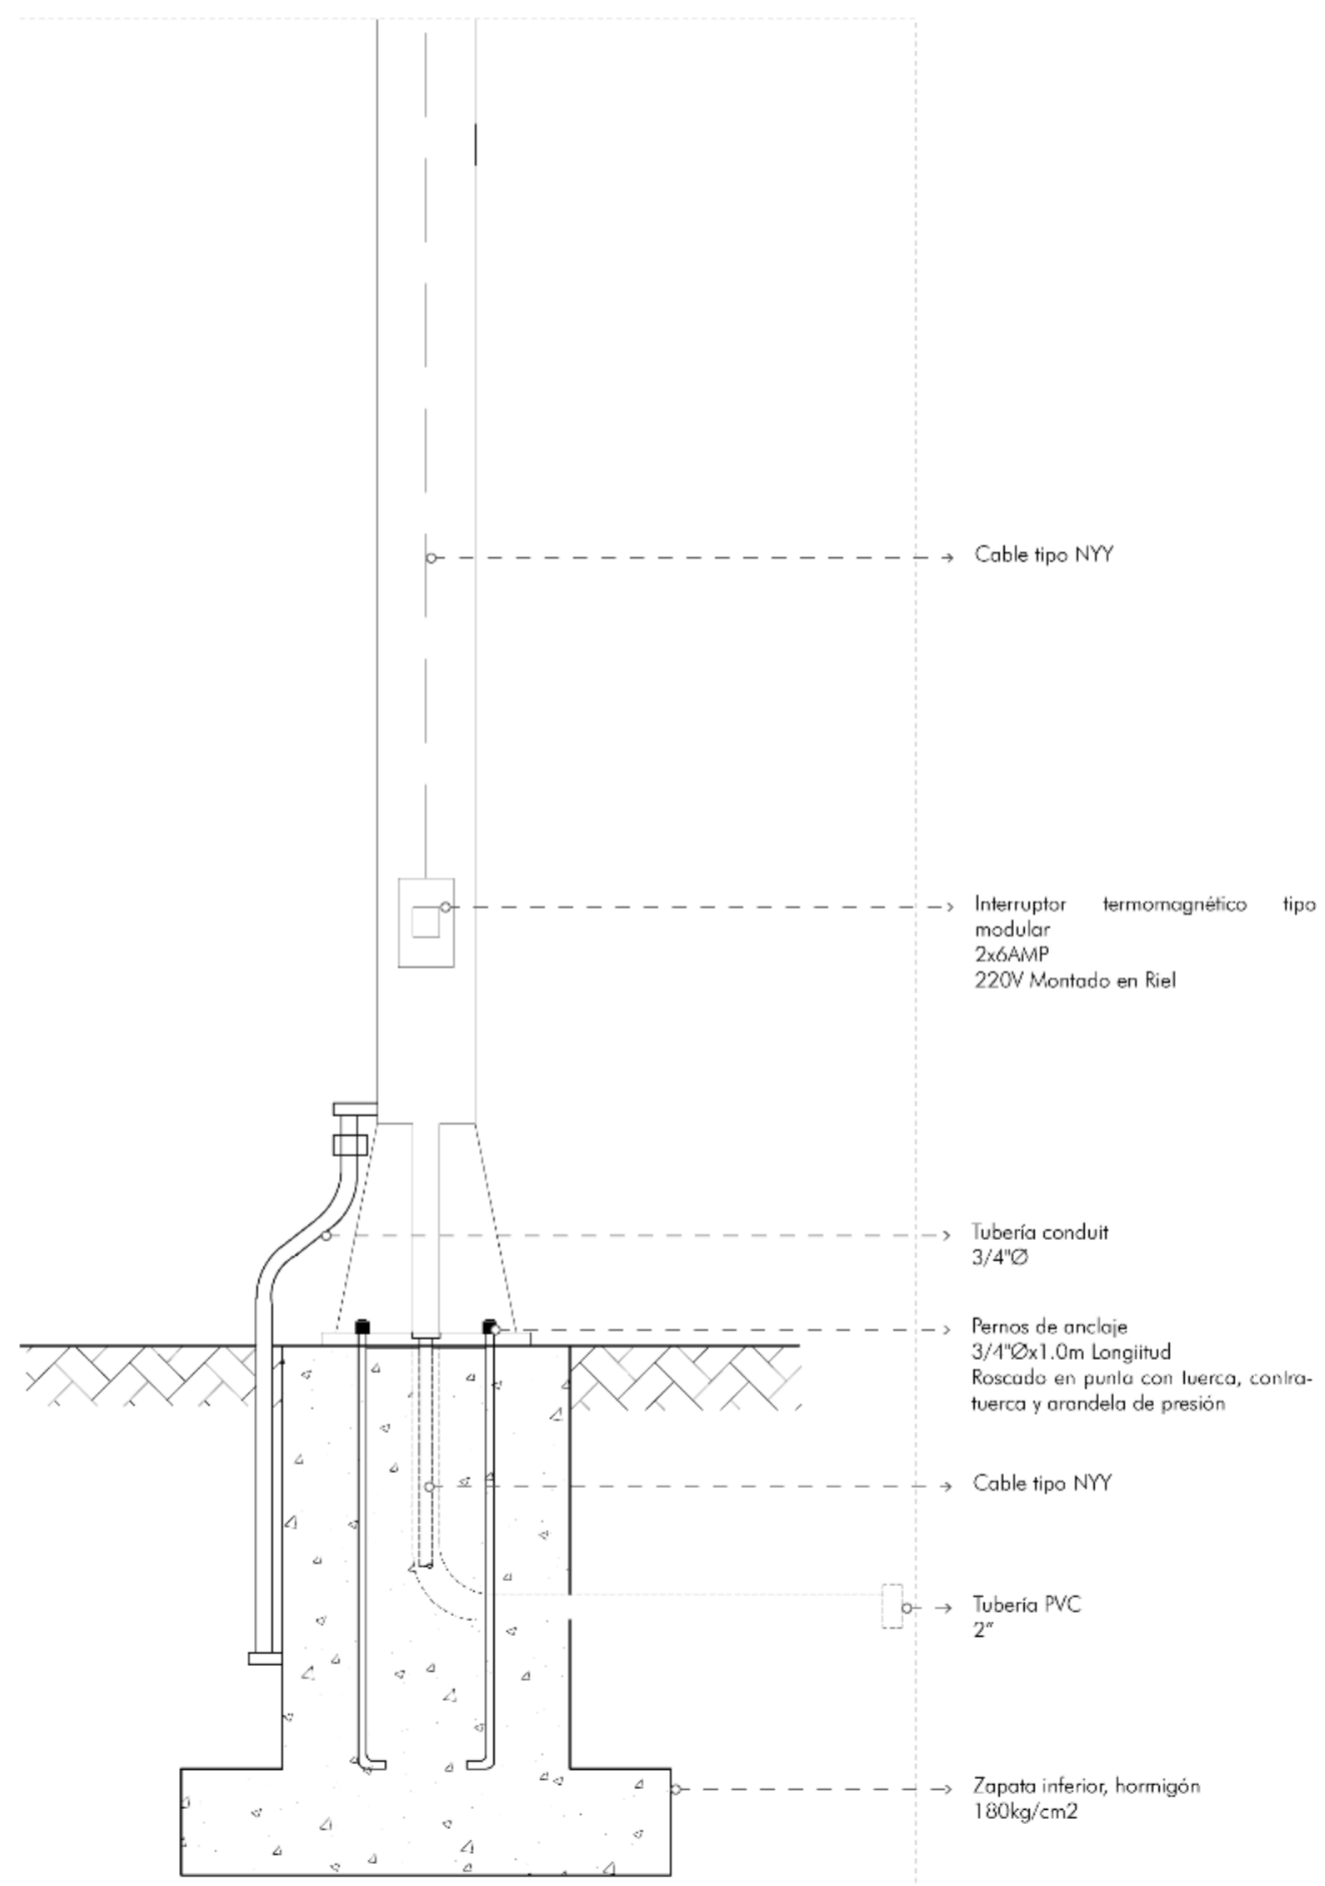 Cable tipo NYY
Interruptor termomagnético tipo
modular
2x6AMP
220V Montado en Riel
Tubería conduit
3/4"Ø
Pernos de anclaje
3/4"Øx1.0m Longiitud
Roscado en punta con tuerca, contra-
tuerca y arandela de presión
Cable tipo NYY
Tubería PVC
2"
Zapata inferior, hormigón
180kg/cm2